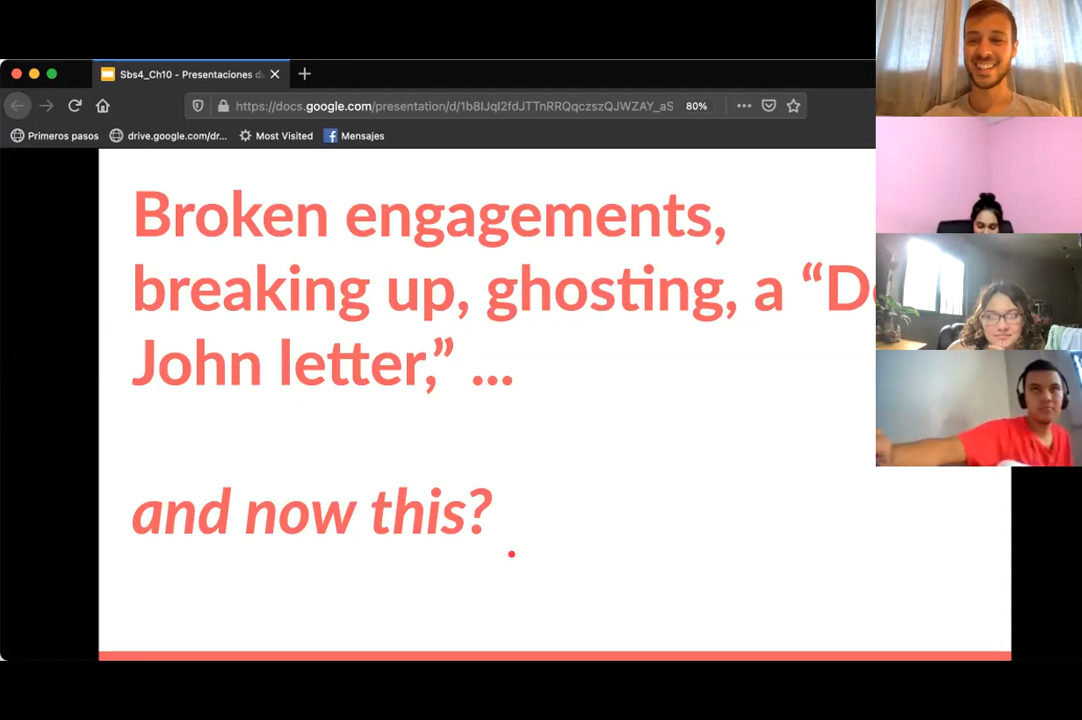 Sbs4_Ch10 - Presentaciones d
https://docs.google.com/presentation/d/1b8IJqI2fdJTTnRRQqczszQJWZAY_aS 80%
Primeros pasos drive.google.com/dr... Most Visited Mensajes
Broken engagements,
breaking up, ghosting, a “D
John letter,” ...
and now this?